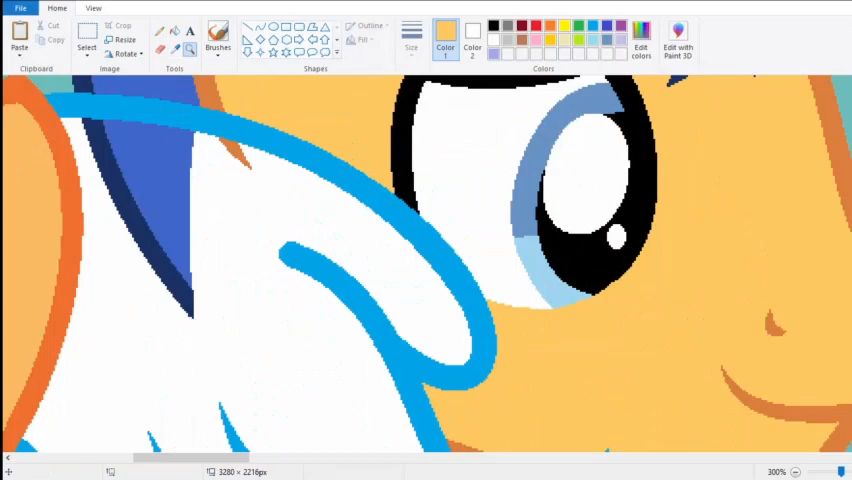 File Home View
Paste
Cut
Copy
Clipboard
Select
Crop
Resize
Rotate
Image
A
Tools
Brushes
Outline
Fill
Shapes
Size
Color
1
Color
2
Edit
colors
Edit with
Paint 3D
Colors
3280 × 2216px
300%